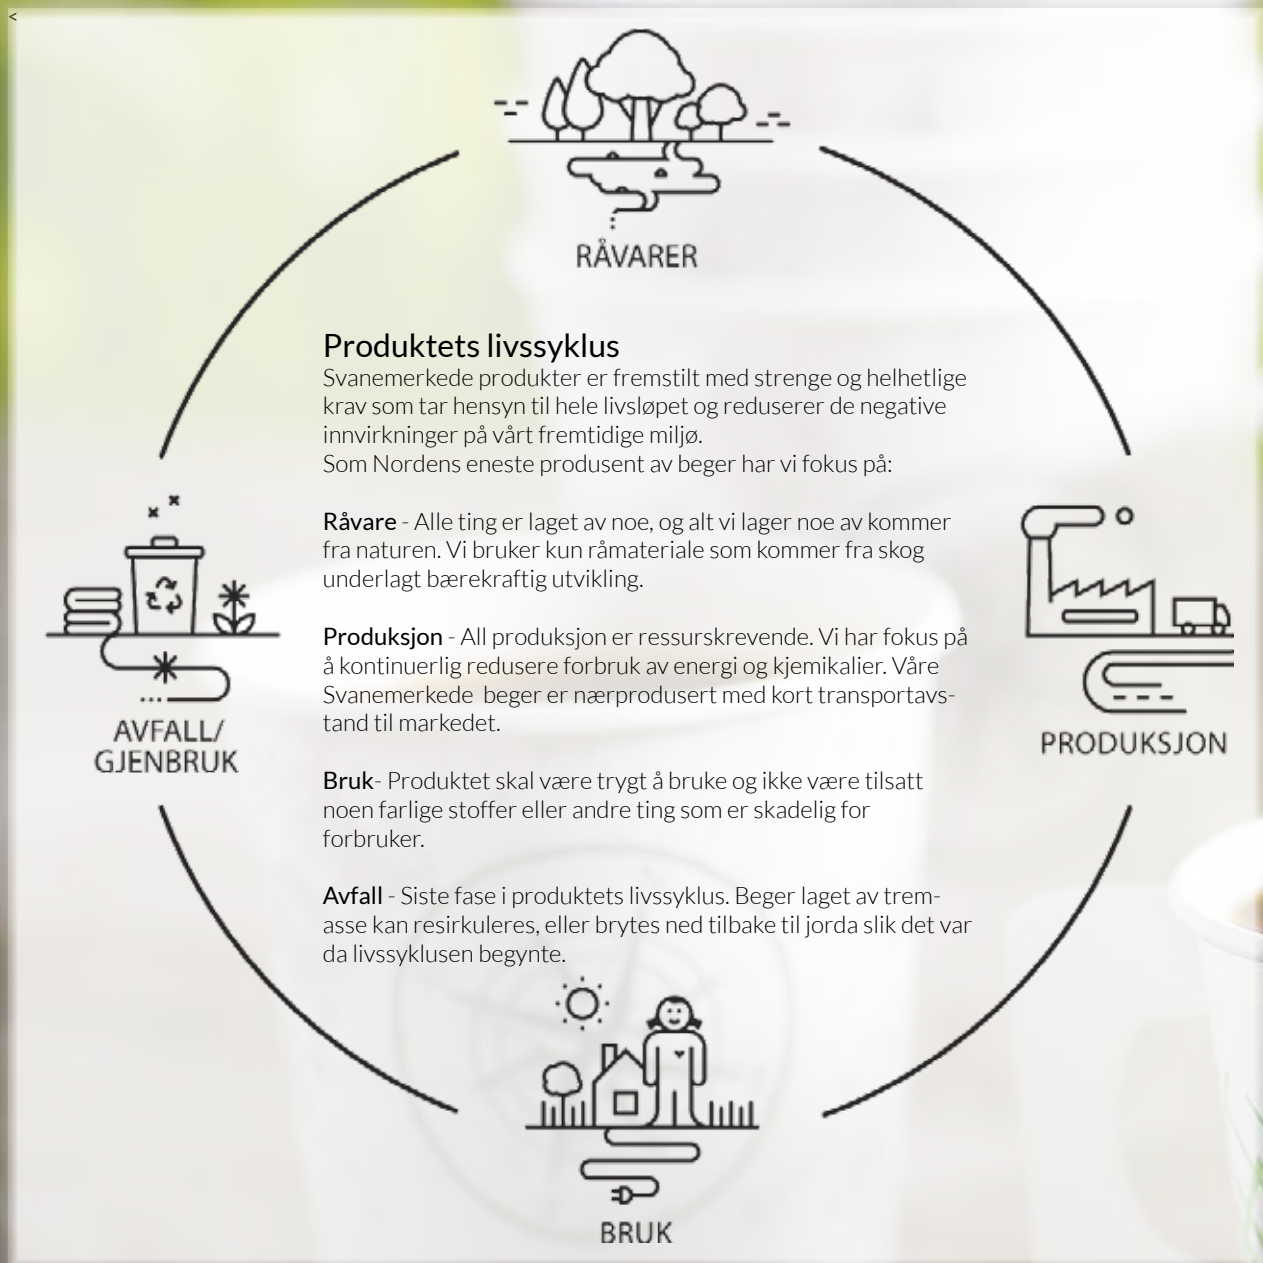 <
RÅVARER
Produktets livssyklus
Svanemerkede produkter er fremstilt med strenge og helhetlige
krav som tar hensyn til hele livsløpet og reduserer de negative
innvirkninger på vårt fremtidige miljø.
Som Nordens eneste produsent av beger har vi fokus på:
Råvare - Alle ting er laget av noe, og alt vi lager noe av kommer
fra naturen. Vi bruker kun råmateriale som kommer fra skog
underlagt bærekraftig utvikling.
Produksjon - All produksjon er ressurskrevende. Vi har fokus på
å kontinuerlig redusere forbruk av energi og kjemikalier. Våre
Svanemerkede  beger er nærprodusert med kort transportavs-
tand til markedet.
Bruk- Produktet skal være trygt å bruke og ikke være tilsatt
noen farlige stoffer eller andre ting som er skadelig for
forbruker.
Avfall - Siste fase i produktets livssyklus. Beger laget av trem-
asse kan resirkuleres, eller brytes ned tilbake til jorda slik det var
da livssyklusen begynte.
AVFALL/
GJENBRUK
PRODUKSJON
BRUK